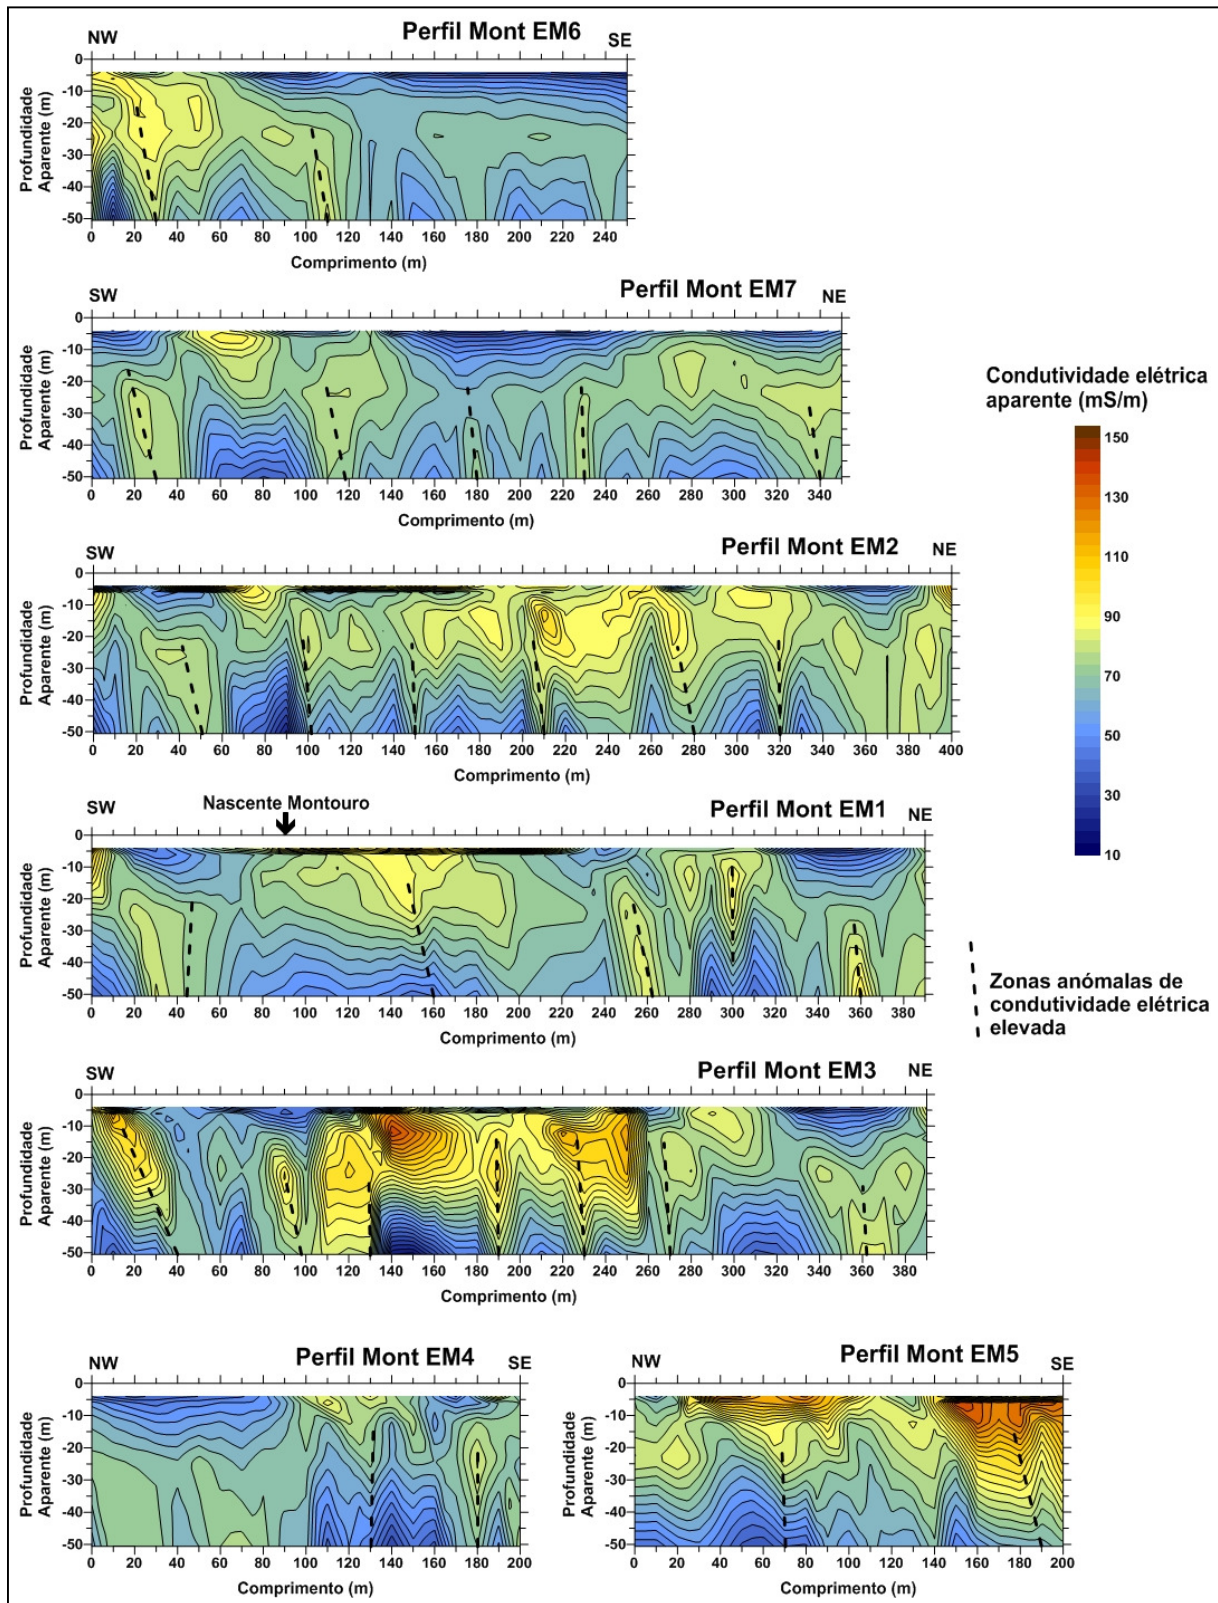 Perfil Mont EM6
NW
SE
0
-10
-20
-30
-40
-50
Profundidade
Aparente (m)
0 20 40 60 80 100 120 140 160 180 200 220 240
Comprimento (m)
Perfil Mont EM7
SW
NE
0
-10
-20
-30
-40
-50
Profundidade
Aparente (m)
0 20 40 60 80 100 120 140 160 180 200 220 240 260 280 300 320 340
Comprimento (m)
Condutividade elétrica
aparente (mS/m)
150
130
110
90
70
50
30
10
Perfil Mont EM2
SW
NE
0
-10
-20
-30
-40
-50
Profundidade
Aparente (m)
0 20 40 60 80 100 120 140 160 180 200 220 240 260 280 300 320 340 360 380 400
Comprimento (m)
Nascente Montouro
Perfil Mont EM1
SW
NE
0
-10
-20
-30
-40
-50
Profundidade
Aparente (m)
0 20 40 60 80 100 120 140 160 180 200 220 240 260 280 300 320 340 360 380
Comprimento (m)
Zonas anómalas de
condutividade elétrica
elevada
Perfil Mont EM3
SW
NE
0
-10
-20
-30
-40
-50
Profundidade
Aparente (m)
0 20 40 60 80 100 120 140 160 180 200 220 240 260 280 300 320 340 360 380
Comprimento (m)
Perfil Mont EM4
NW
SE
0
-10
-20
-30
-40
-50
Profundidade
Aparente (m)
0 20 40 60 80 100 120 140 160 180 200
Comprimento (m)
Perfil Mont EM5
NW
SE
0
-10
-20
-30
-40
-50
Profundidade
Aparente (m)
0 20 40 60 80 100 120 140 160 180 200
Comprimento (m)